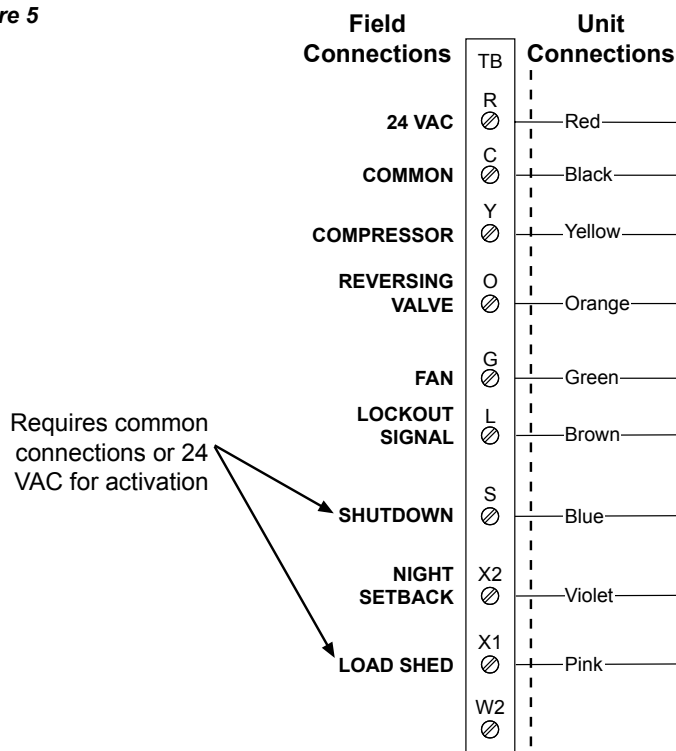 re 5
Field Connections
Unit Connections
TB
R
24 VAC
Red
C
COMMON
Black
Y
COMPRESSOR
Yellow
O
REVERSING
VALVE
Orange
G
FAN
Green
L
LOCKOUT
SIGNAL
Brown
Requires common
connections or 24
VAC for activation
S
SHUTDOWN
Blue
X2
NIGHT
SETBACK
Violet
X1
LOAD SHED
Pink
W2